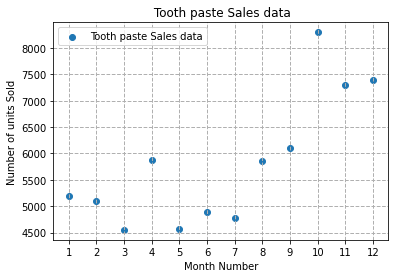 Tooth paste Sales data
Tooth paste Sales data
8000
7500
7000
6500
6000
5500
5000
4500
Number of units Sold
1 2 3 4 5 6 7 8 9 10 11 12
Month Number